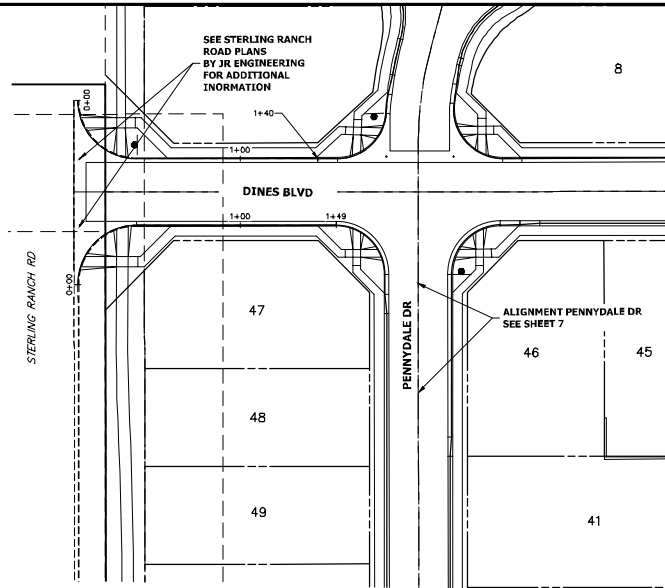 SEE STERLING RANCH
ROAD PLANS
BY JR ENGINEERING
FOR ADDITIONAL
INORMATION
8
0+00
1+40
1+00
DINES BLVD
1+00
1+49
0+00
STERLING RANCH RD
47
PENNYDALE DR
ALIGNMENT PENNYDALE DR
SEE SHEET 7
46
45
48
49
41